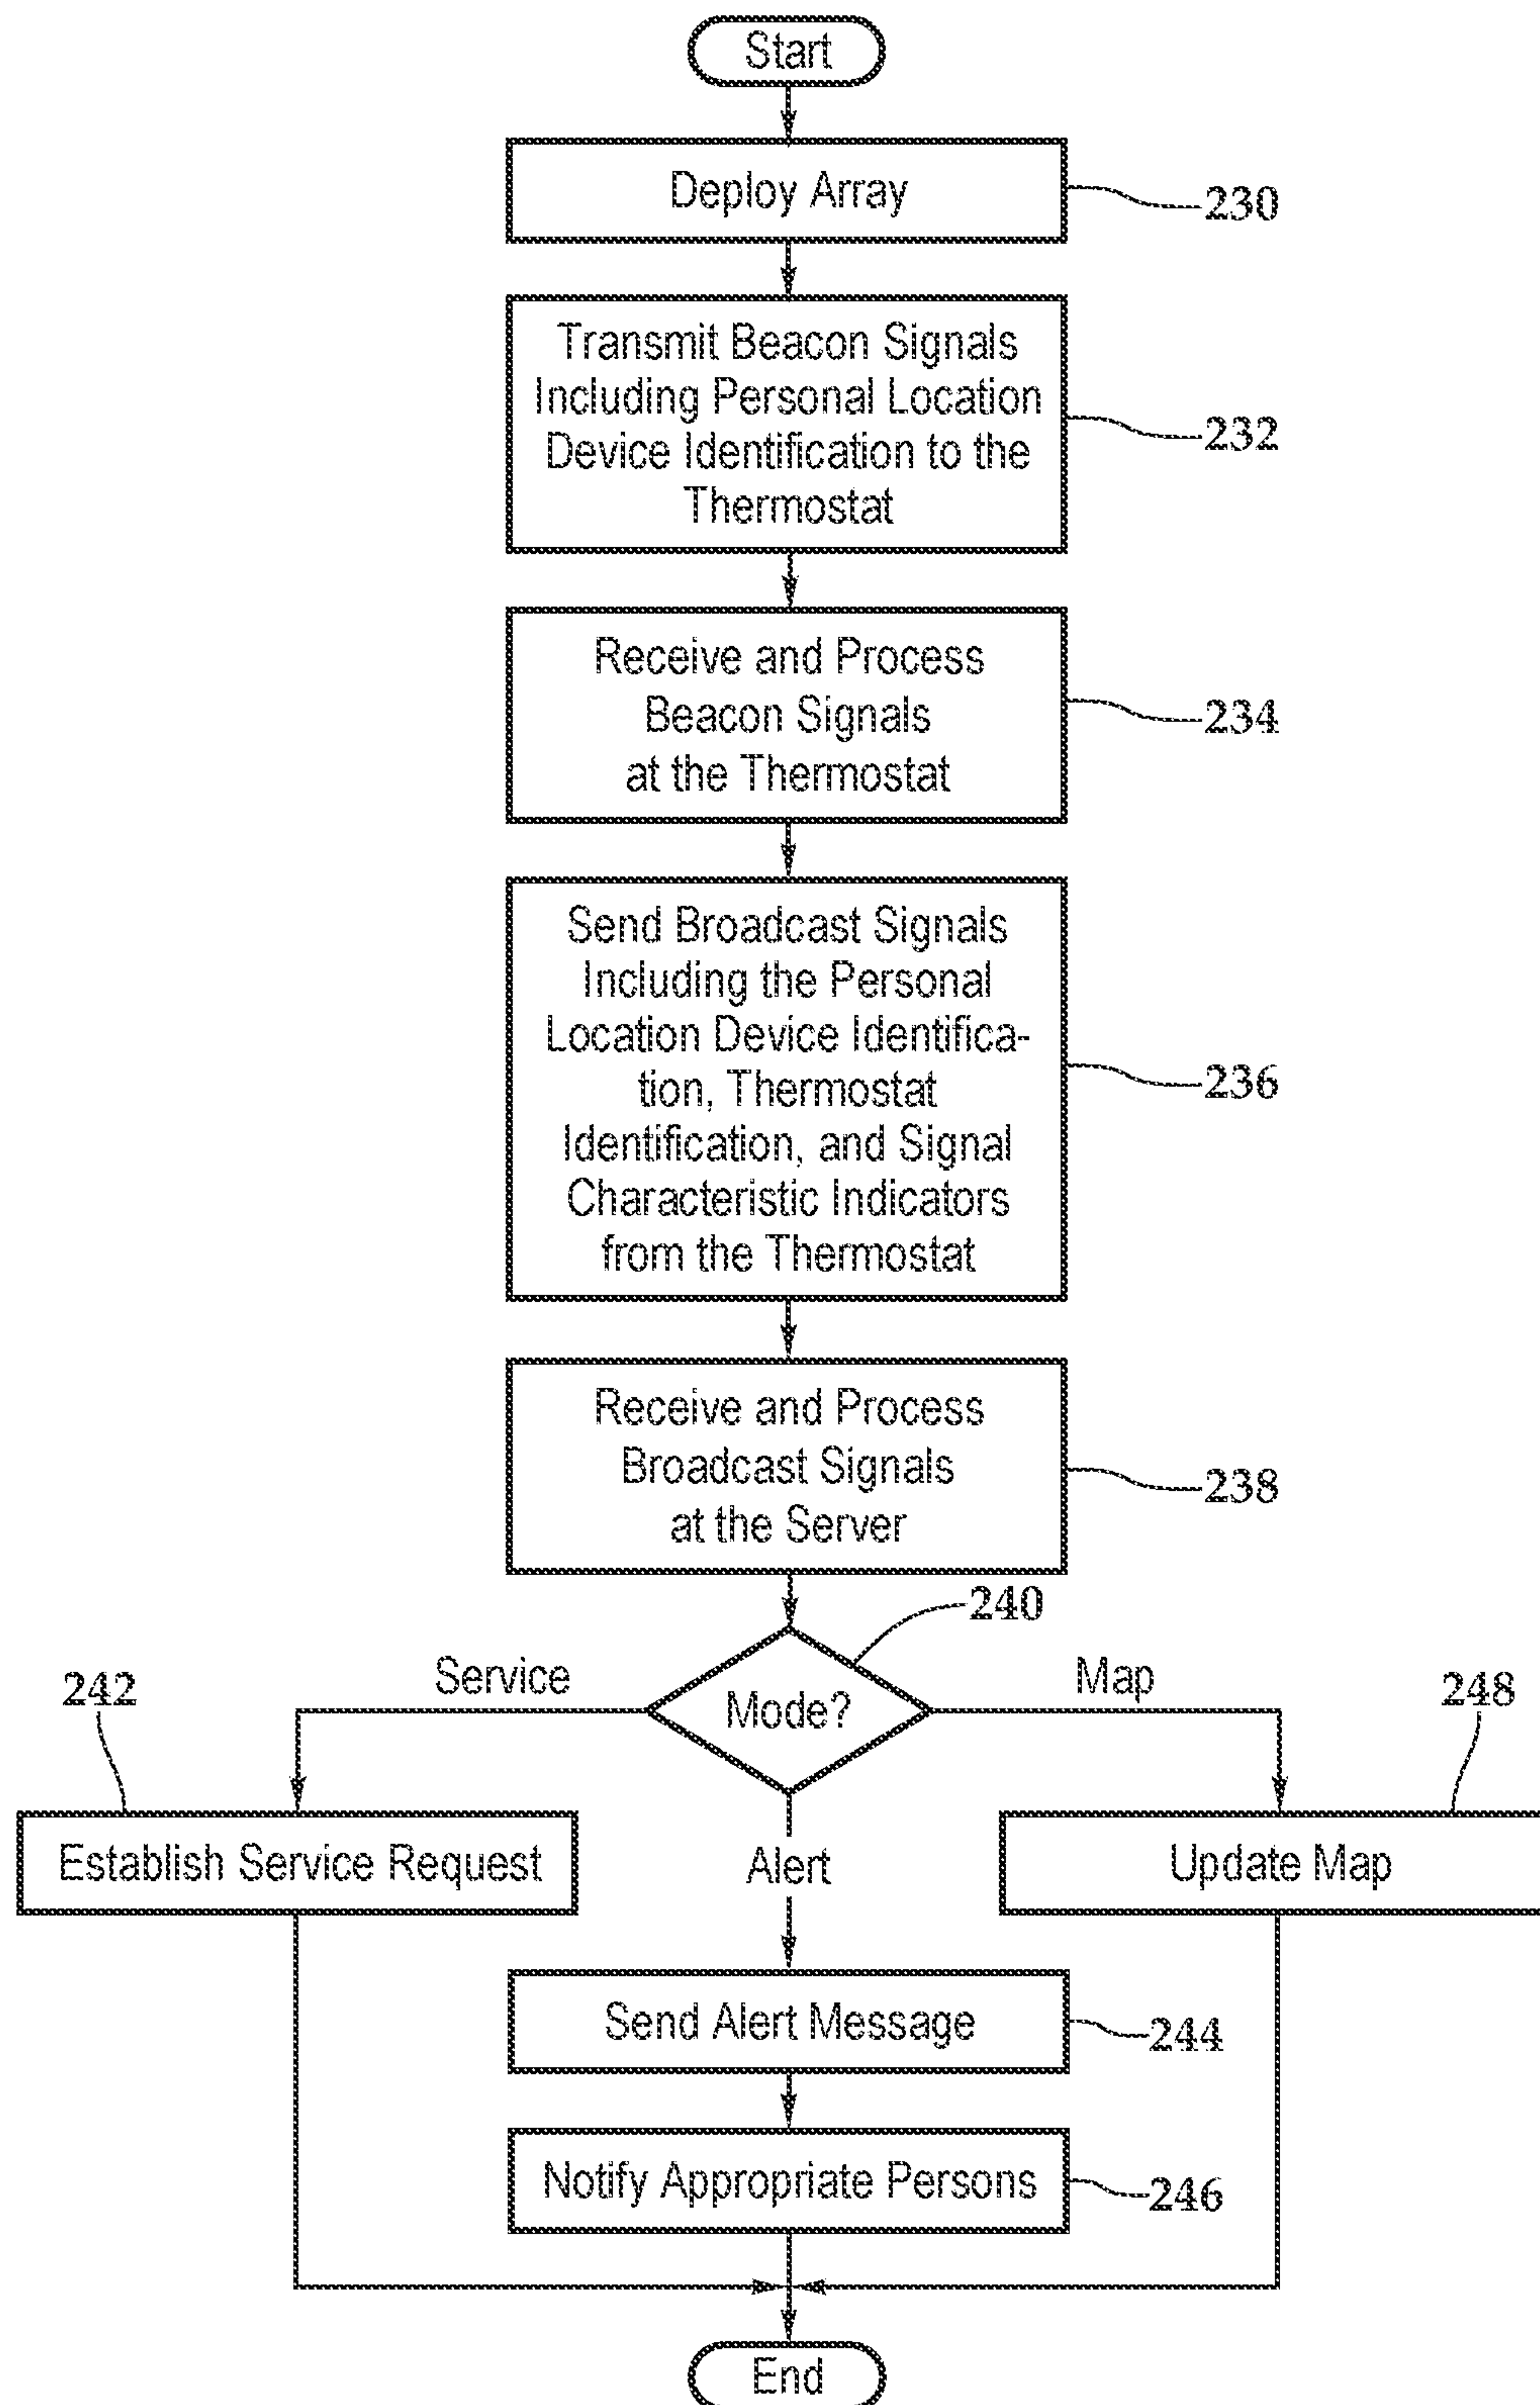 Start
Deploy Array
230
Transmit Beacon Signals
Including Personal Location
Device Identification to the
Thermostat
232
Receive and Process
Beacon Signals
at the Thermostat
234
Send Broadcast Signals
Including the Personal
Location Device Identifica-
tion, Thermostat
Identification, and Signal
Characteristic Indicators
from the Thermostat
236
Receive and Process
Broadcast Signals
at the Server
238
240
Mode?
Service
Map
242
248
Establish Service Request
Alert
Update Map
Send Alert Message
244
Notify Appropriate Persons
246
End